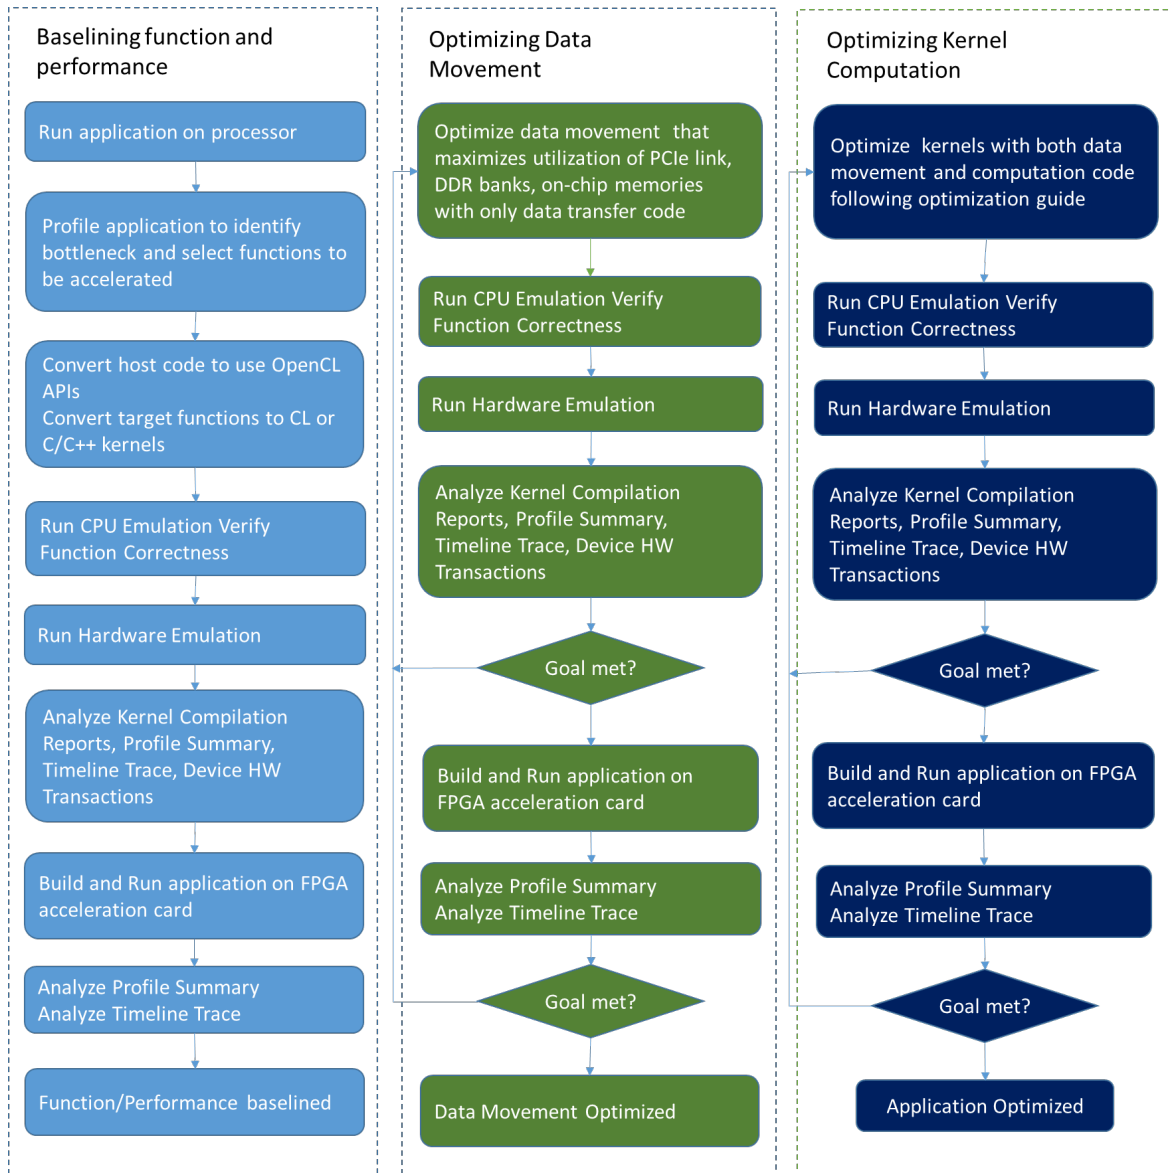 Baselining function and
performance
Run application on processor
Profile application to identify
bottleneck and select functions to
be accelerated
Convert host code to use OpenCL
APIs
Convert target functions to CL or
C/C++ kernels
Run CPU Emulation Verify
Function Correctness
Run Hardware Emulation
Analyze Kernel Compilation
Reports, Profile Summary,
Timeline Trace, Device HW
Transactions
Build and Run application on FPGA
acceleration card
Analyze Profile Summary
Analyze Timeline Trace
Function/Performance baselined
Optimizing Data
Movement
Optimize data movement that
maximizes utilization of PCIe link,
DDR banks, on-chip memories
with only data transfer code
Run CPU Emulation Verify
Function Correctness
Run Hardware Emulation
Analyze Kernel Compilation
Reports, Profile Summary,
Timeline Trace, Device HW
Transactions
Goal met?
Build and Run application on
FPGA acceleration card
Analyze Profile Summary
Analyze Timeline Trace
Goal met?
Data Movement Optimized
Optimizing Kernel
Computation
Optimize kernels with both data
movement and computation code
following optimization guide
Run CPU Emulation Verify
Function Correctness
Run Hardware Emulation
Analyze Kernel Compilation
Reports, Profile Summary,
Timeline Trace, Device HW
Transactions
Goal met?
Build and Run application on FPGA
acceleration card
Analyze Profile Summary
Analyze Timeline Trace
Goal met?
Application Optimized